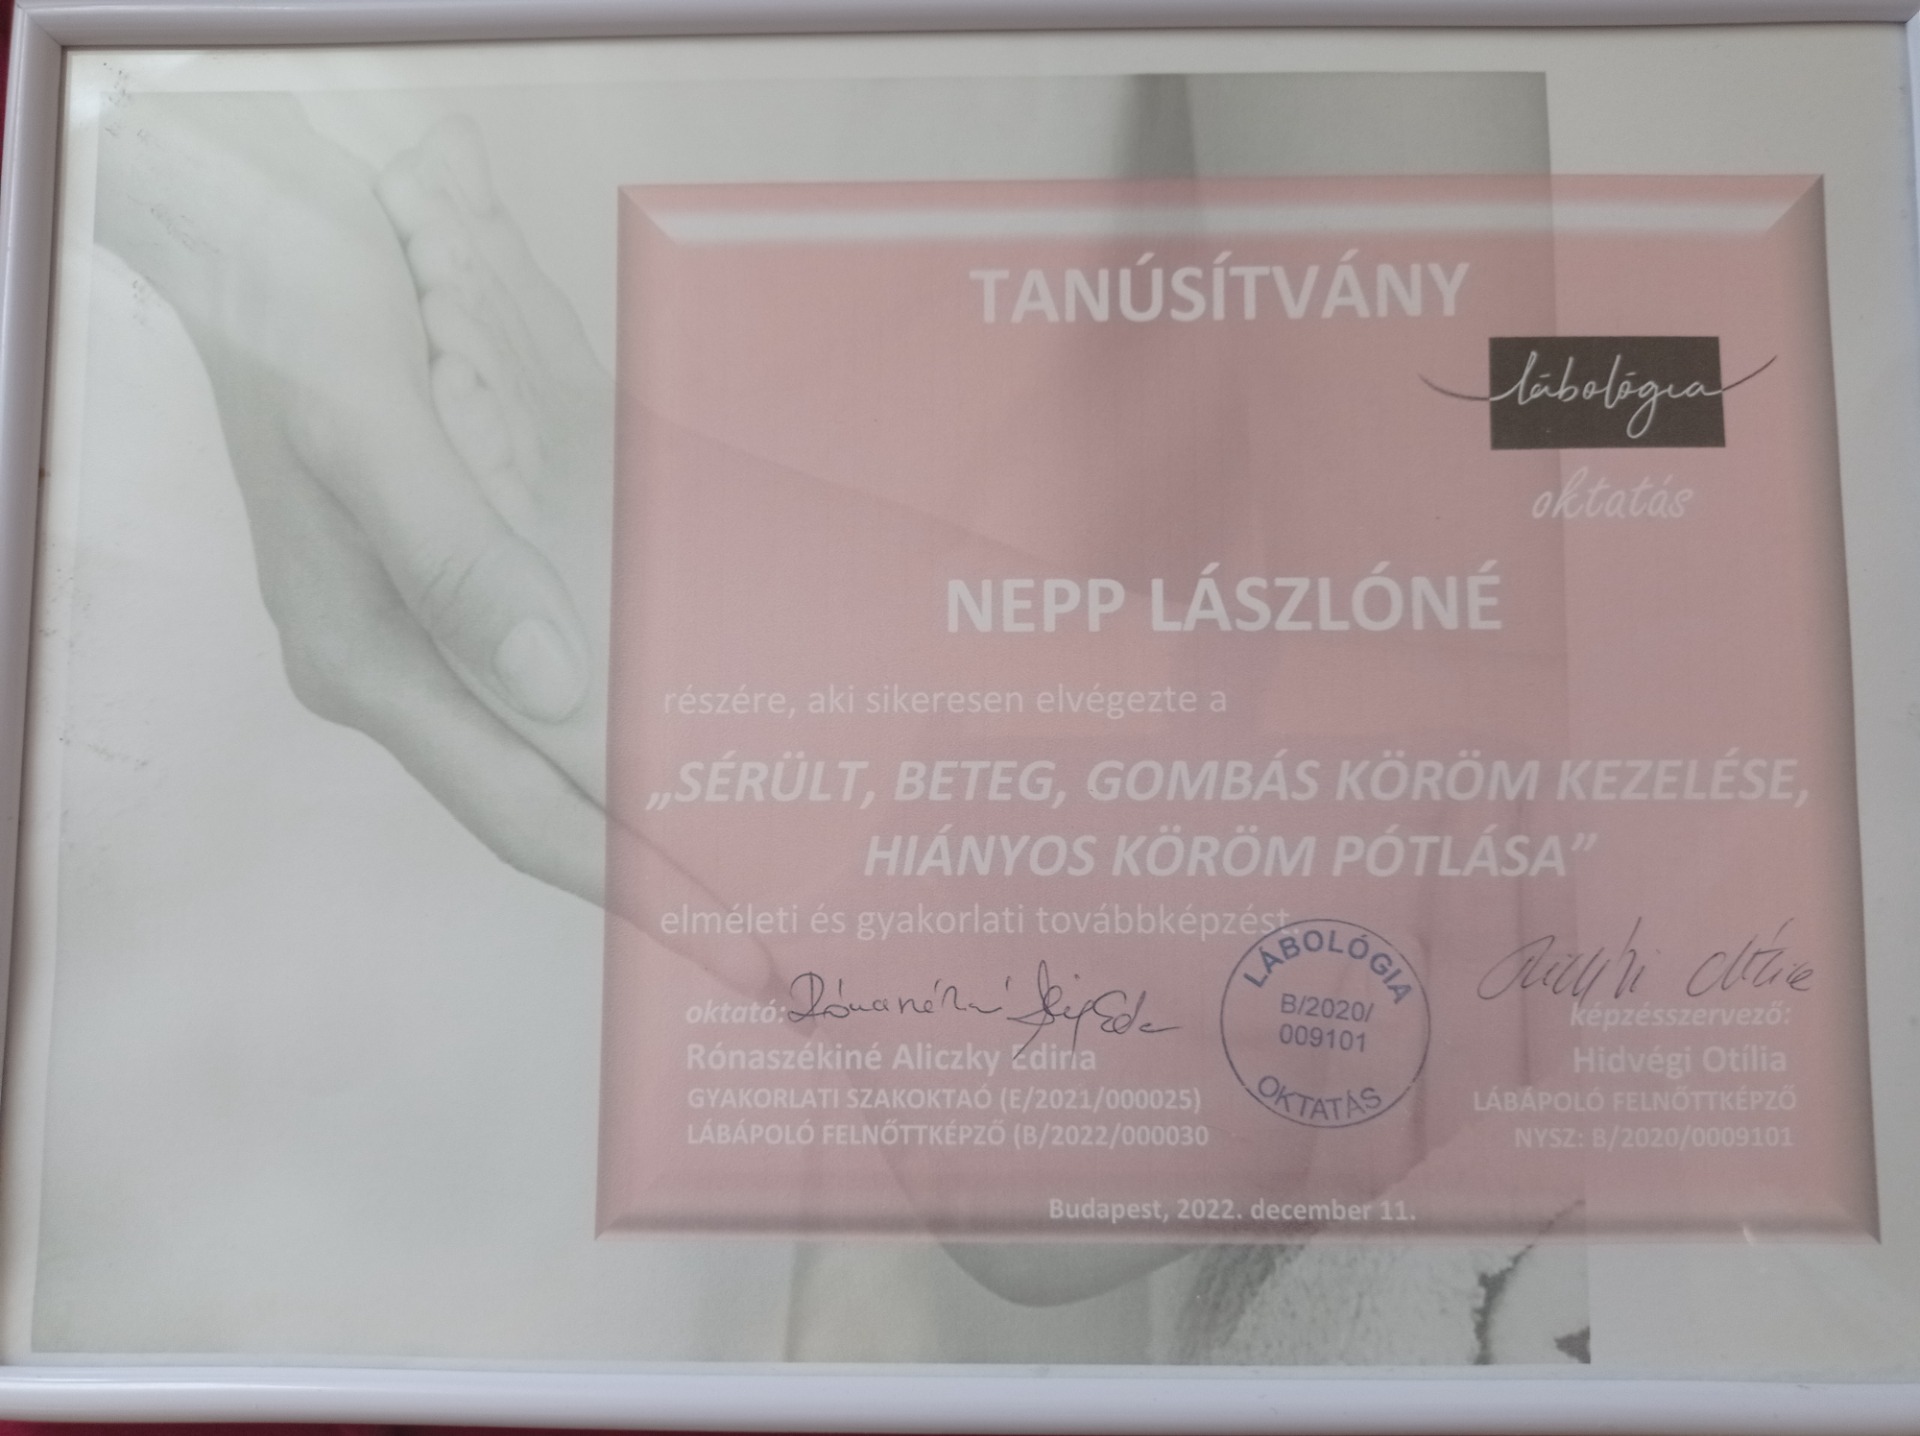 TANÚSÍTVÁNY
lábológia
oktatás
NEPP LÁSZLÓNÉ
részére, aki sikeresen elvégezte a
„SÉRÜLT, BETEG, GOMBÁS KÖRÖM KEZELÉSE,
HIÁNYOS KÖRÖM PÓTLÁSA”
elméleti és gyakorlati továbbképzést.
LÁBOLÓGIA
B/2020/
009101
OKTATÁS
oktató:
Rónaszékiné Aliczky Edina
GYAKORLATI SZAKOKTAÓ (E/2021/000025)
LÁBÁPOLÓ FELNŐTTKÉPZŐ (B/2022/000030
képzésszervező:
Hidvégi Otília
LÁBÁPOLÓ FELNŐTTKÉPZŐ
NYSZ: B/2020/0009101
Budapest, 2022. december 11.